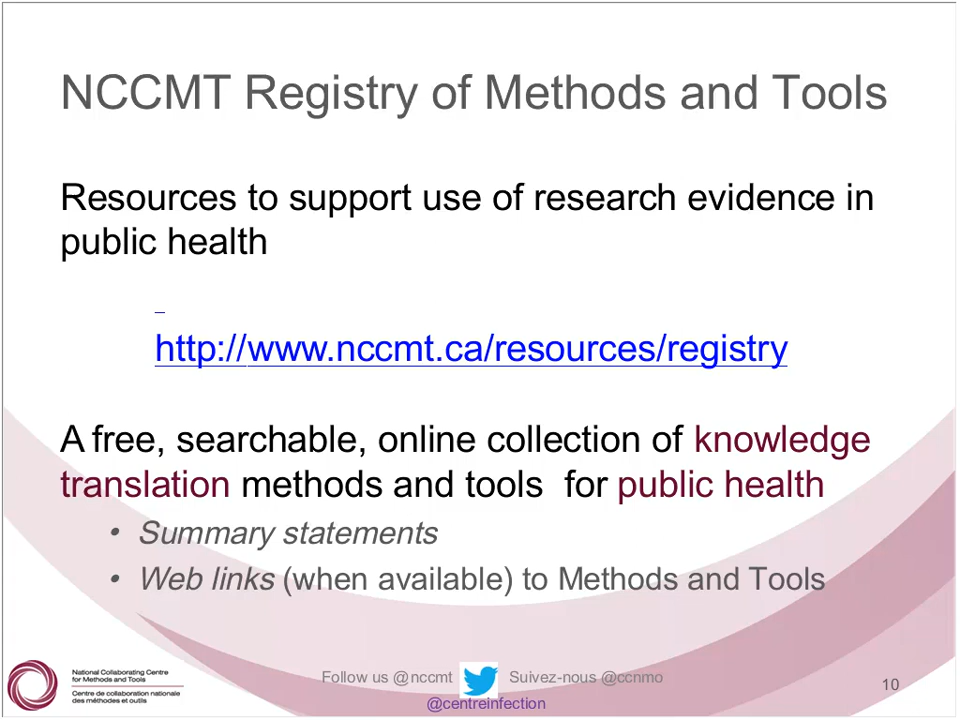 NCCMT Registry of Methods and Tools
Resources to support use of research evidence in
public health
http://www.nccmt.ca/resources/registry
A free, searchable, online collection of knowledge
translation methods and tools  for public health
• Summary statements
• Web links (when available) to Methods and Tools
National Collaborating Centre
for Methods and Tools
Centre de collaboration nationale
des méthodes et outils
Follow us @nccmt Suivez-nous @ccnmo
@centreinfection
10